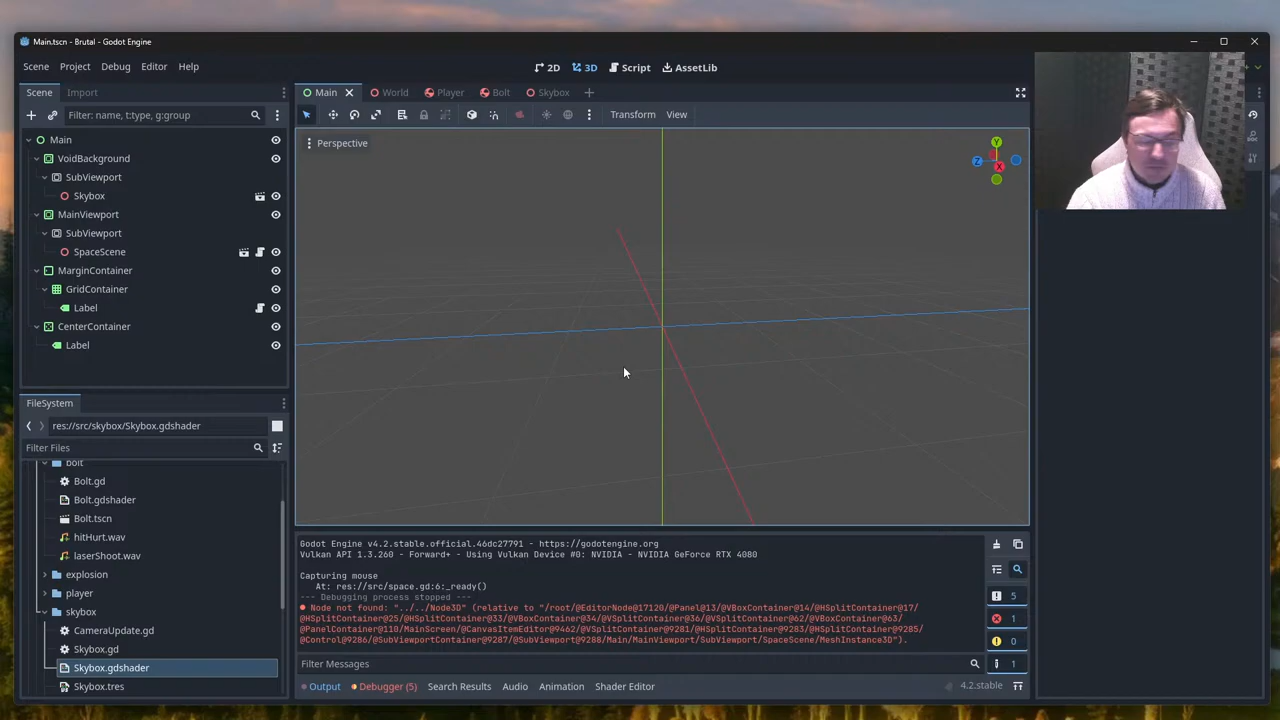 Main.tscn - Brutal - Godot Engine
Scene Project Debug Editor Help
2D 3D Script AssetLib
Scene Import
Main World Player Bolt Skybox
Filter: name, t:type, g:group
Transform View
Main
VoidBackground
SubViewport
Skybox
MainViewport
SubViewport
SpaceScene
MarginContainer
GridContainer
Label
CenterContainer
Label
Perspective
Y
Z
X
FileSystem
res://src/skybox/Skybox.gdshader
Filter Files
bolt
Bolt.gd
Bolt.gdshader
Bolt.tscn
hitHurt.wav
laserShoot.wav
explosion
player
skybox
CameraUpdate.gd
Skybox.gd
Skybox.gdshader
Skybox.tres
Godot Engine v4.2.stable.official.46dc27791 - https://godotengine.org
Vulkan API 1.3.260 - Forward+ - Using Vulkan Device #0: NVIDIA - NVIDIA GeForce RTX 4080
Capturing mouse
At: res://src/space.gd:6:_ready()
--- Debugging process stopped ---
Node not found: "../../Node3D" (relative to "/root/@EditorNode@17120/@Panel@13/@VBoxContainer@14/@HSplitContainer@17/
@HSplitContainer@25/@HSplitContainer@33/@VBoxContainer@34/@VSplitContainer@36/@VSplitContainer@62/@VBoxContainer@63/
@PanelContainer@110/MainScreen/@CanvasItemEditor@9462/@VSplitContainer@9281/@HSplitContainer@9283/@HSplitContainer@9285/
@Control@9286/@SubViewportContainer@9287/@SubViewport@9288/Main/MainViewport/SubViewport/SpaceScene/MeshInstance3D").
5
1
0
1
Filter Messages
Output Debugger (5) Search Results Audio Animation Shader Editor
4.2.stable